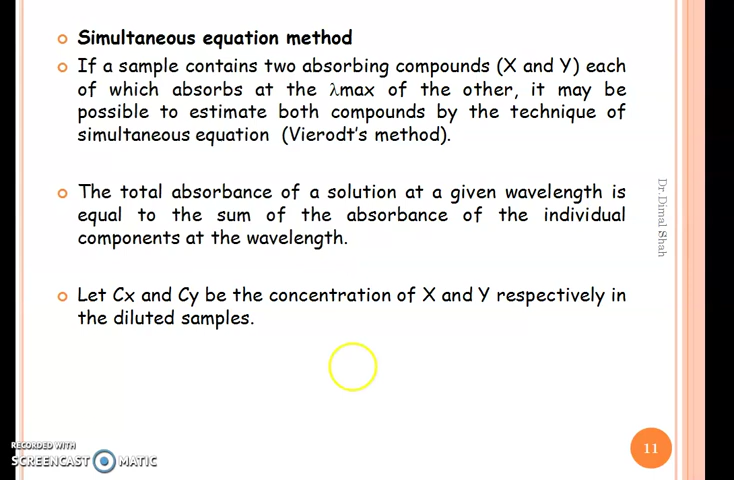 Simultaneous equation method
If a sample contains two absorbing compounds (X and Y) each
of which absorbs at the λmax of the other, it may be
possible to estimate both compounds by the technique of
simultaneous equation (Vierodt's method).
The total absorbance of a solution at a given wavelength is
equal to the sum of the absorbance of the individual
components at the wavelength.
Let Cx and Cy be the concentration of X and Y respectively in
the diluted samples.
Dr.Dimal Shah
11
RECORDED WITH
SCREENCAST MATIC